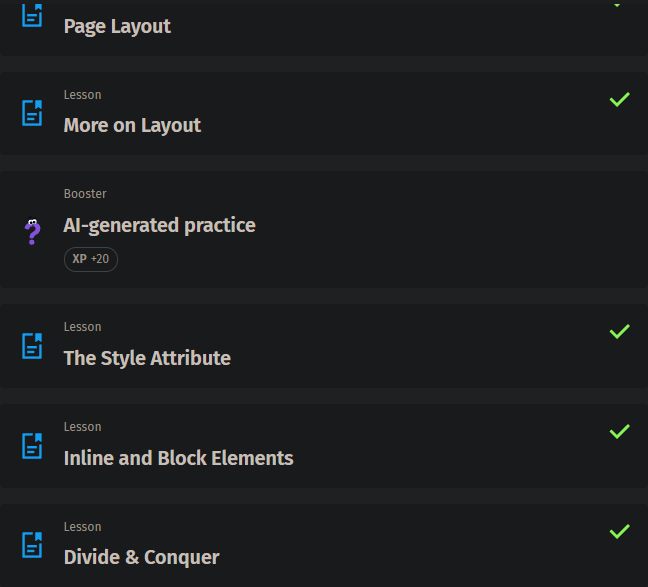 Page Layout
Lesson
More on Layout
Booster
AI-generated practice
XP +20
Lesson
The Style Attribute
Lesson
Inline and Block Elements
Lesson
Divide & Conquer